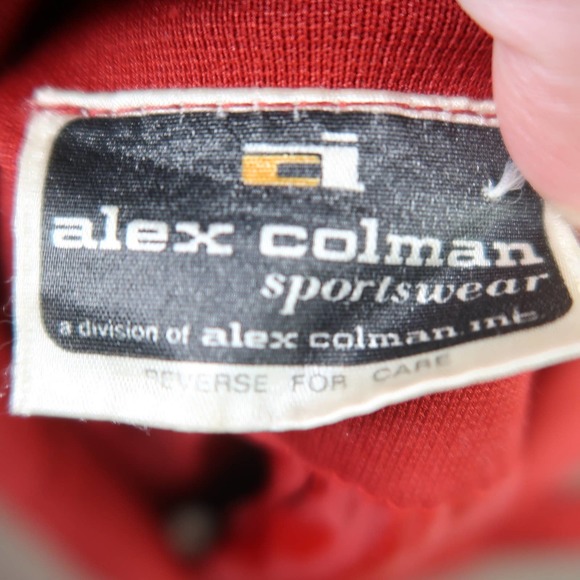 alex colman
sportswear
a division of alex colman inc.
REVERSE FOR CARE